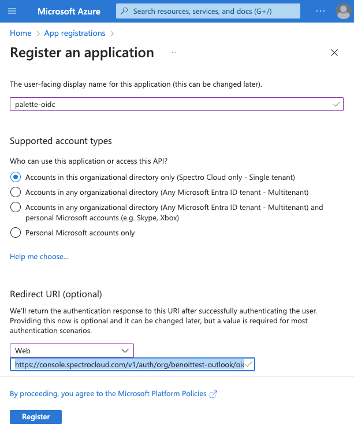 Microsoft Azure
Search resources, services, and docs (G+/)
Home > App registrations >
Register an application
The user-facing display name for this application (this can be changed later).
palette-oidc
Supported account types
Who can use this application or access this API?
Accounts in this organizational directory only (Spectro Cloud only - Single tenant)
Accounts in any organizational directory (Any Microsoft Entra ID tenant - Multitenant)
Accounts in any organizational directory (Any Microsoft Entra ID tenant - Multitenant) and
personal Microsoft accounts (e.g. Skype, Xbox)
Personal Microsoft accounts only
Help me choose...
Redirect URI (optional)
We'll return the authentication response to this URI after successfully authenticating the user.
Providing this now is optional and it can be changed later, but a value is required for most
authentication scenarios.
Web
https://console.spectrocloud.com/v1/auth/org/benoittest-outlook/oid
By proceeding, you agree to the Microsoft Platform Policies
Register